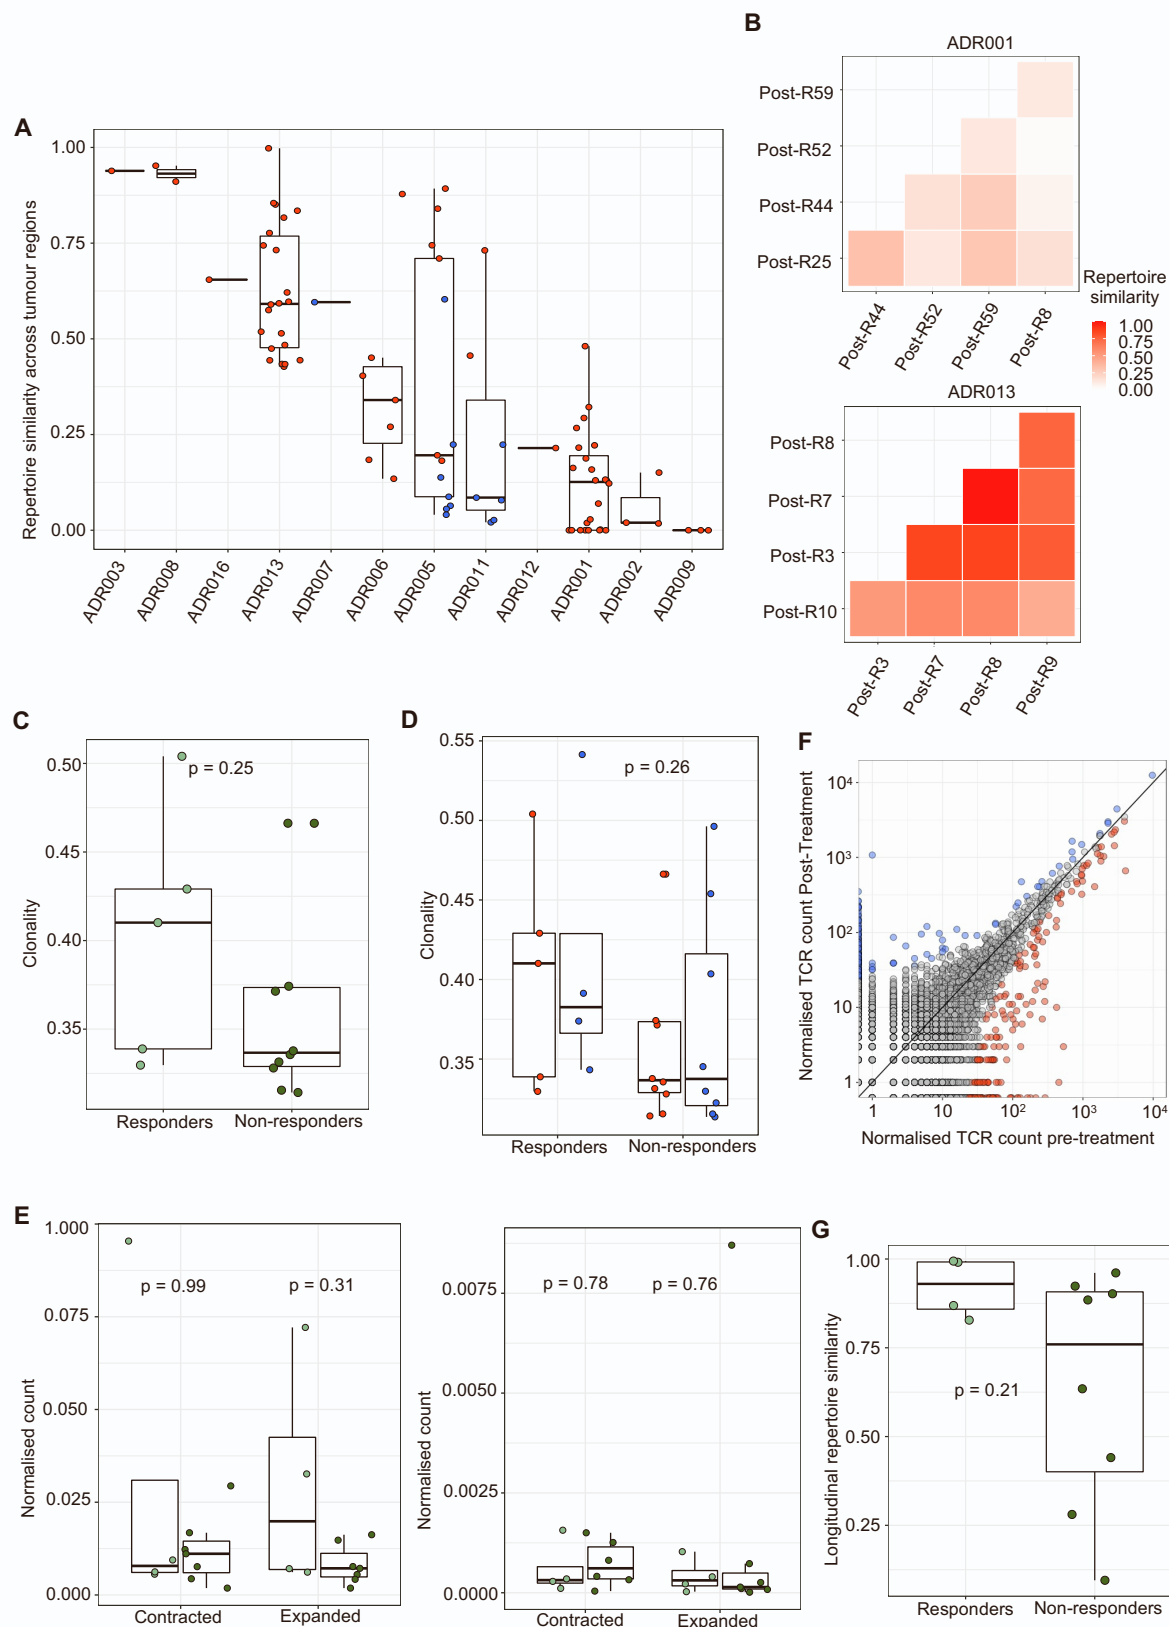 A
Repertoire similarity across tumour regions
1.00
0.75
0.50
0.25
0.00
ADR003
ADR008
ADR016
ADR013
ADR007
ADR006
ADR005
ADR011
ADR012
ADR001
ADR002
ADR009
B
ADR001
Post-R59
Post-R52
Post-R44
Post-R25
Post-R44
Post-R52
Post-R59
Post-R8
Repertoire
similarity
1.00
0.75
0.50
0.25
0.00
ADR013
Post-R8
Post-R7
Post-R3
Post-R10
Post-R3
Post-R7
Post-R8
Post-R9
C
Clonality
0.50
0.45
0.40
0.35
p = 0.25
Responders
Non-responders
D
Clonality
0.55
0.50
0.45
0.40
0.35
p = 0.26
Responders
Non-responders
F
Normalised TCR count Post-Treatment
10⁴
10³
10²
10
1
1
10
10²
10³
10⁴
Normalised TCR count pre-treatment
E
Normalised count
1.000
0.075
0.050
0.025
0.000
p = 0.99
p = 0.31
Contracted
Expanded
Normalised count
0.0075
0.0050
0.0025
0.0000
p = 0.78
p = 0.76
Contracted
Expanded
G
Longitudinal repertoire similarity
1.00
0.75
0.50
0.25
p = 0.21
Responders
Non-responders